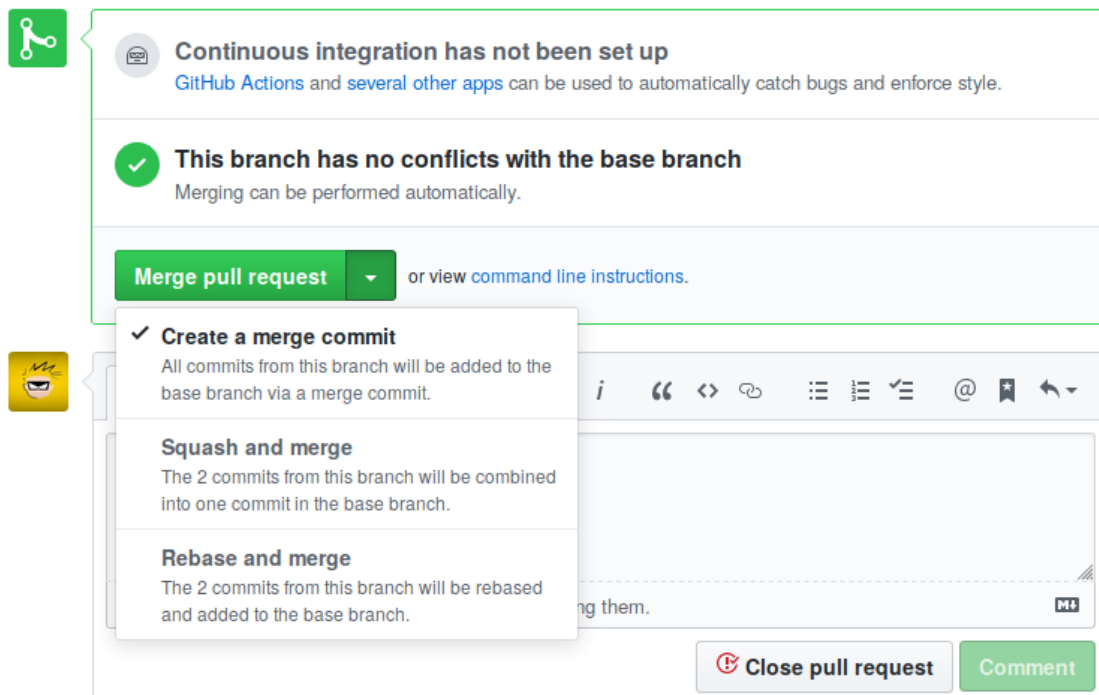 Continuous integration has not been set up
GitHub Actions and several other apps can be used to automatically catch bugs and enforce style.
This branch has no conflicts with the base branch
Merging can be performed automatically.
Merge pull request
or view command line instructions.
Create a merge commit
All commits from this branch will be added to the
base branch via a merge commit.
Squash and merge
The 2 commits from this branch will be combined
into one commit in the base branch.
Rebase and merge
The 2 commits from this branch will be rebased
and added to the base branch.
them.
Close pull request
Comment